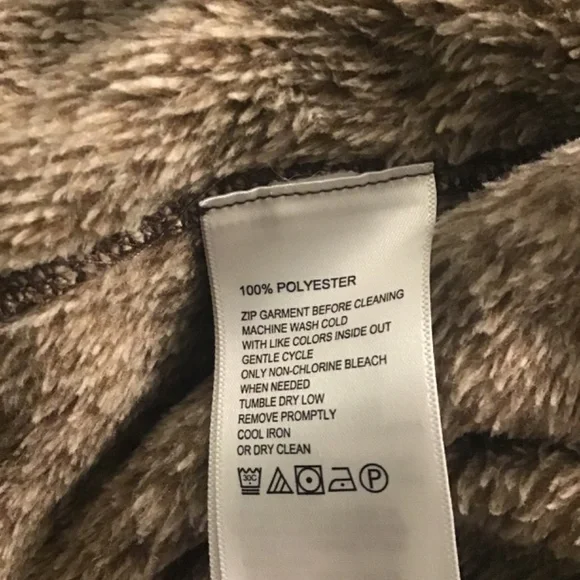 100% POLYESTER
ZIP GARMENT BEFORE CLEANING
MACHINE WASH COLD
WITH LIKE COLORS INSIDE OUT
GENTLE CYCLE
ONLY NON-CHLORINE BLEACH
WHEN NEEDED
TUMBLE DRY LOW
REMOVE PROMPTLY
COOL IRON
OR DRY CLEAN
30C P